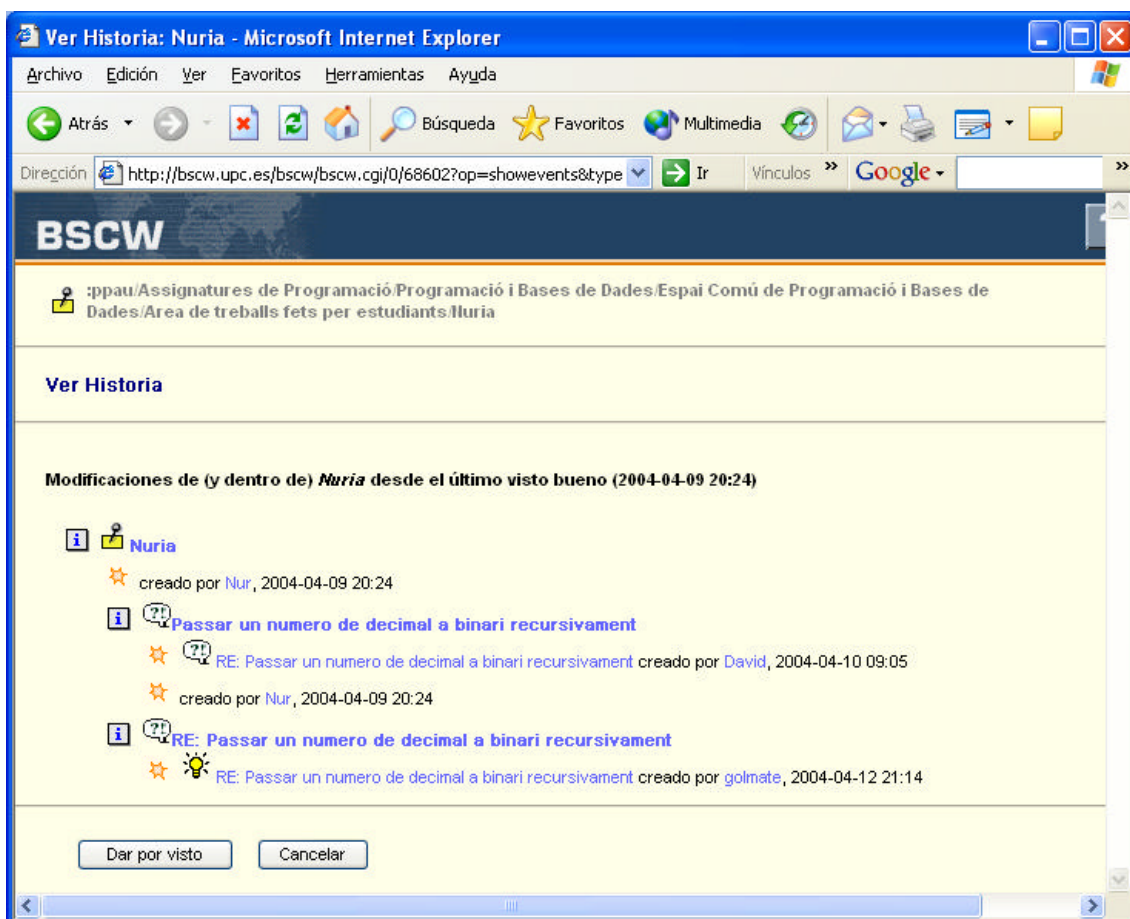 Ver Historia: Nuria - Microsoft Internet Explorer
Archivo Edición Ver Favoritos Herramientas Ayuda
Atrás Búsqueda Favoritos Multimedia
Dirección http://bscw.upc.es/bscw/bscw.cgi/0/68602?op=showevents&type Ir Vínculos » Google »
BSCW
:ppau/Assignatures de Programació/Programació i Bases de Dades/Espai Comú de Programació i Bases de
Dades/Area de treballs fets per estudiants/Nuria
Ver Historia
Modificaciones de (y dentro de) Nuria desde el último visto bueno (2004-04-09 20:24)
i Nuria
creado por Nur, 2004-04-09 20:24
i ?! Passar un numero de decimal a binari recursivament
?! RE: Passar un numero de decimal a binari recursivament creado por David, 2004-04-10 09:05
creado por Nur, 2004-04-09 20:24
i ?! RE: Passar un numero de decimal a binari recursivament
RE: Passar un numero de decimal a binari recursivament creado por golmate, 2004-04-12 21:14
Dar por visto Cancelar